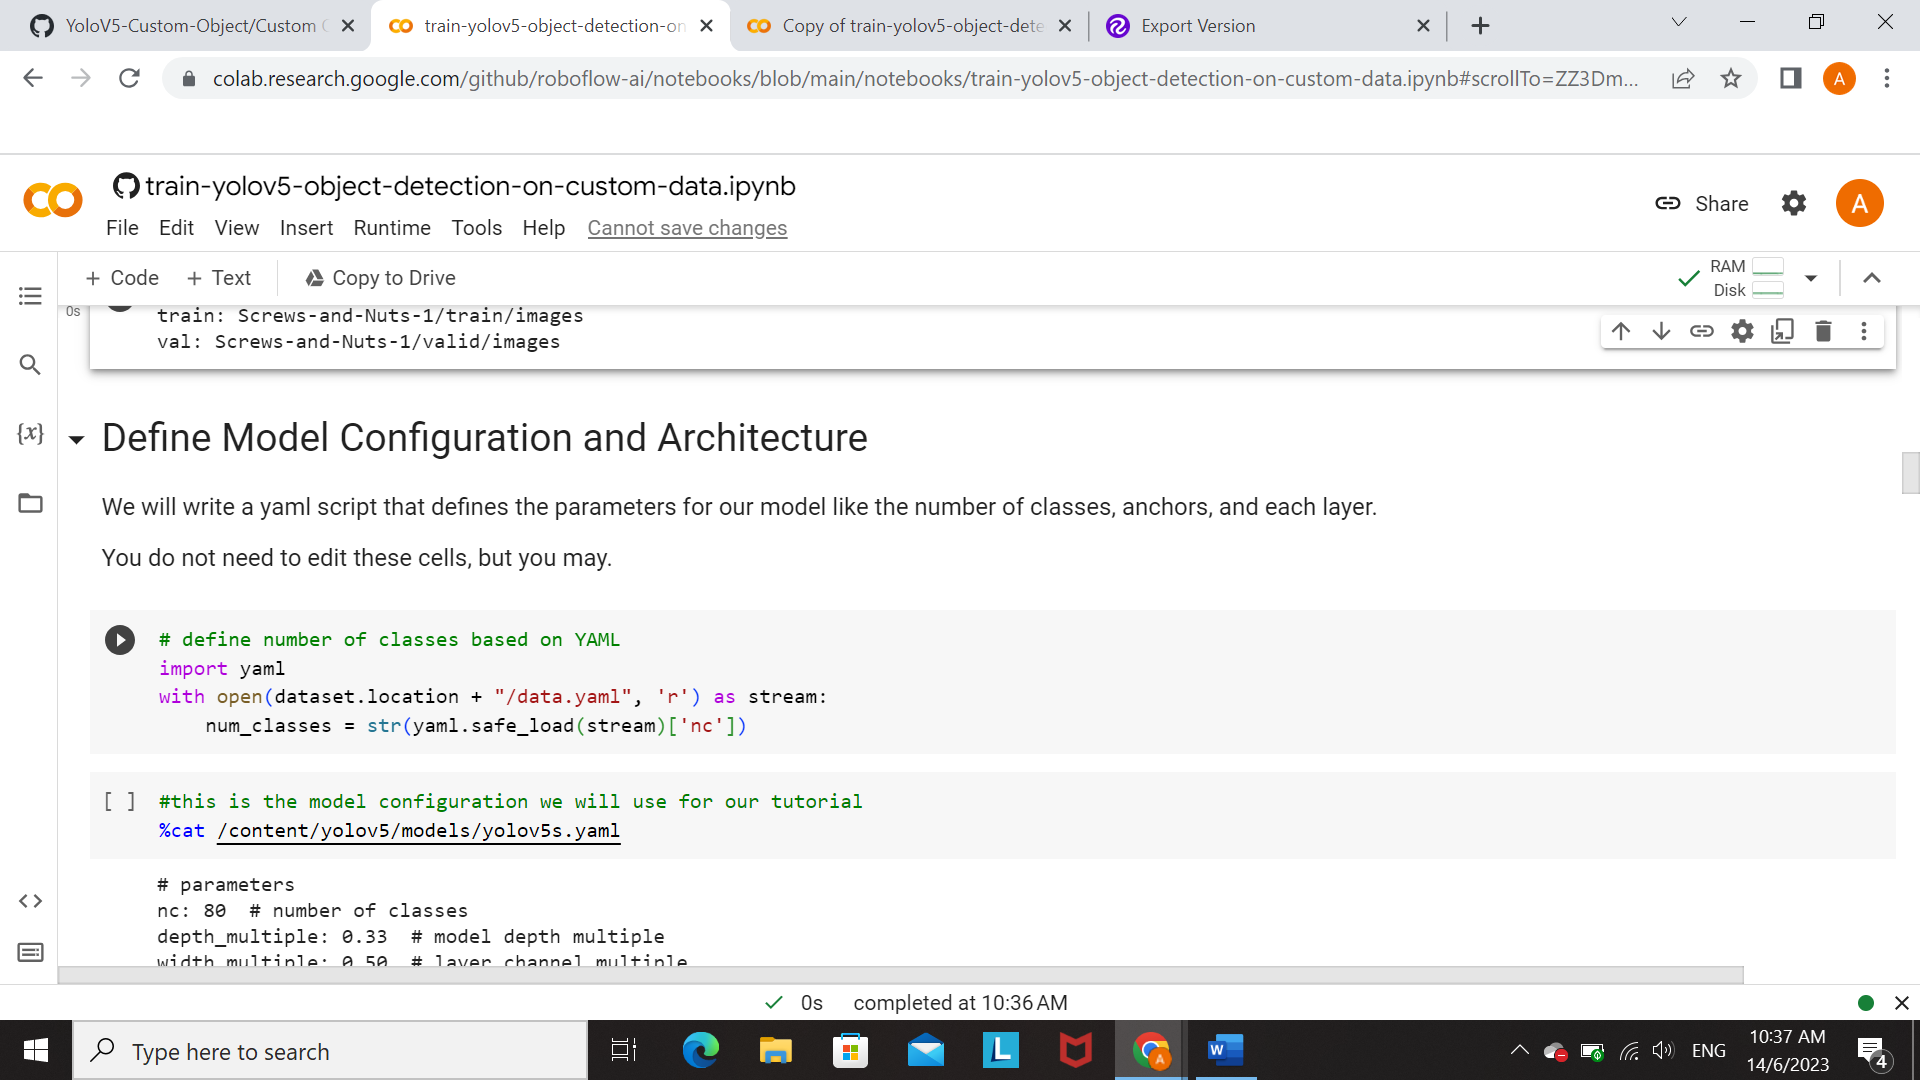 YoloV5-Custom-Object/Custom
train-yolov5-object-detection-on
Copy of train-yolov5-object-dete
Export Version
colab.research.google.com/github/roboflow-ai/notebooks/blob/main/notebooks/train-yolov5-object-detection-on-custom-data.ipynb#scrollTo=ZZ3Dm...
A
train-yolov5-object-detection-on-custom-data.ipynb
Share
A
File Edit View Insert Runtime Tools Help Cannot save changes
+ Code + Text Copy to Drive
RAM
Disk
0s
train: Screws-and-Nuts-1/train/images
val: Screws-and-Nuts-1/valid/images
{x}
Define Model Configuration and Architecture
We will write a yaml script that defines the parameters for our model like the number of classes, anchors, and each layer.
You do not need to edit these cells, but you may.
# define number of classes based on YAML
import yaml
with open(dataset.location + "/data.yaml", 'r') as stream:
    num_classes = str(yaml.safe_load(stream)['nc'])
[ ] #this is the model configuration we will use for our tutorial
%cat /content/yolov5/models/yolov5s.yaml
# parameters
nc: 80  # number of classes
depth_multiple: 0.33  # model depth multiple
width_multiple: 0.50  # layer channel multiple
0s completed at 10:36 AM
Type here to search
L
A
W
ENG
10:37 AM
14/6/2023
4